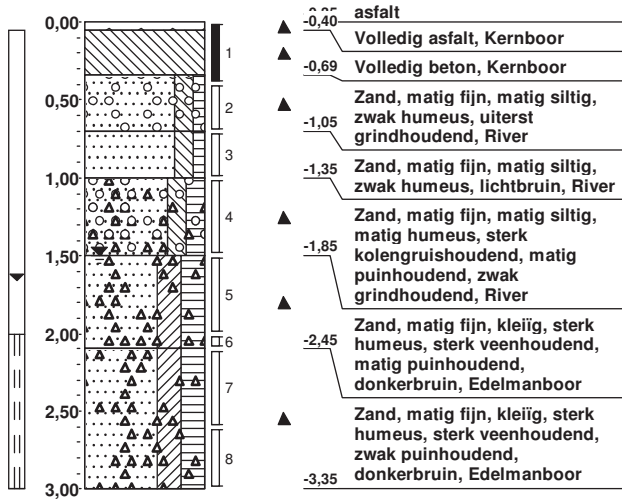 0,00
0,50
1,00
1,50
2,00
2,50
3,00
1
2
3
4
5
6
7
8
asfalt
-0,40
Volledig asfalt, Kernboor
-0,69
Volledig beton, Kernboor
Zand, matig fijn, matig siltig,
zwak humeus, uiterst
-1,05
grindhoudend, River
-1,35
Zand, matig fijn, matig siltig,
zwak humeus, lichtbruin, River
Zand, matig fijn, matig siltig,
matig humeus, sterk
-1,85
kolengruishoudend, matig
puinhoudend, zwak
grindhoudend, River
-2,45
Zand, matig fijn, kleiïg, sterk
humeus, sterk veenhoudend,
matig puinhoudend,
donkerbruin, Edelmanboor
Zand, matig fijn, kleiïg, sterk
humeus, sterk veenhoudend,
zwak puinhoudend,
-3,35
donkerbruin, Edelmanboor